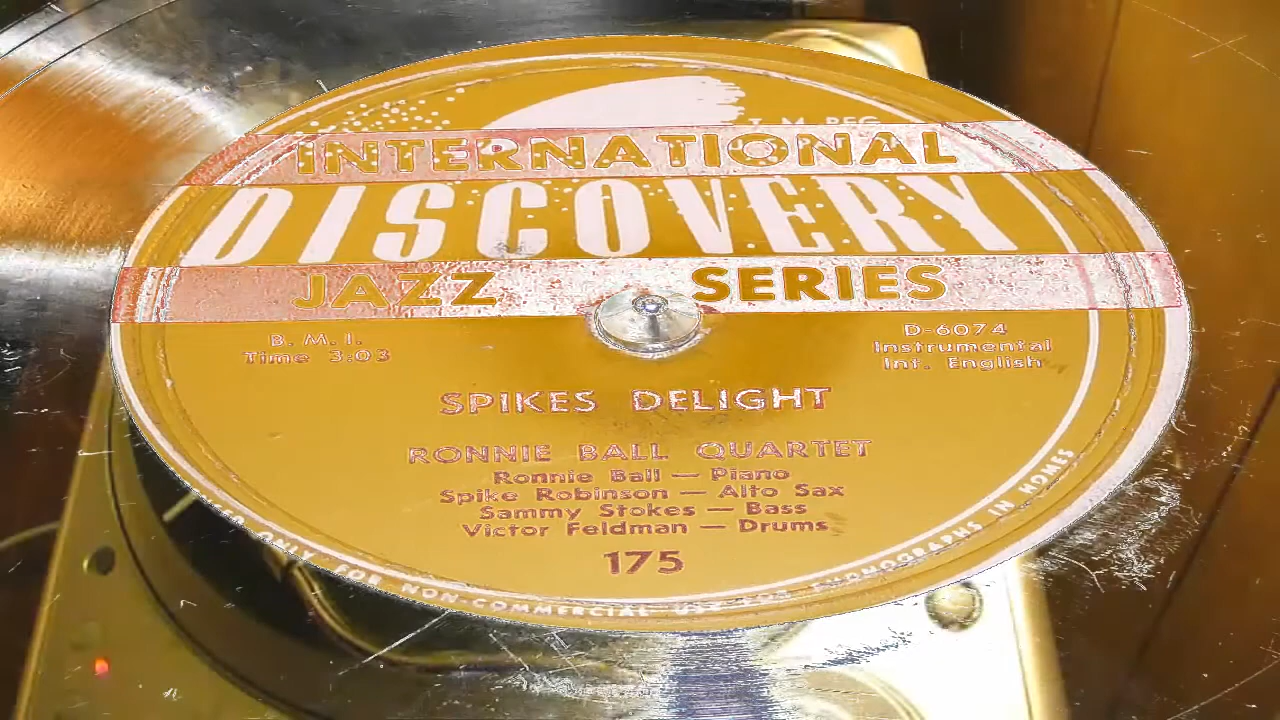 T. M. REG.
INTERNATIONAL
DISCOVERY
JAZZ SERIES
B. M. I.
Time 3:03
D-6074
Instrumental
Int. English
SPIKES DELIGHT
RONNIE BALL QUARTET
Ronnie Ball — Piano
Spike Robinson — Alto Sax
Sammy Stokes — Bass
Victor Feldman — Drums
175
ONLY FOR NON-COMMERCIAL USE ON PHONOGRAPHS IN HOMES